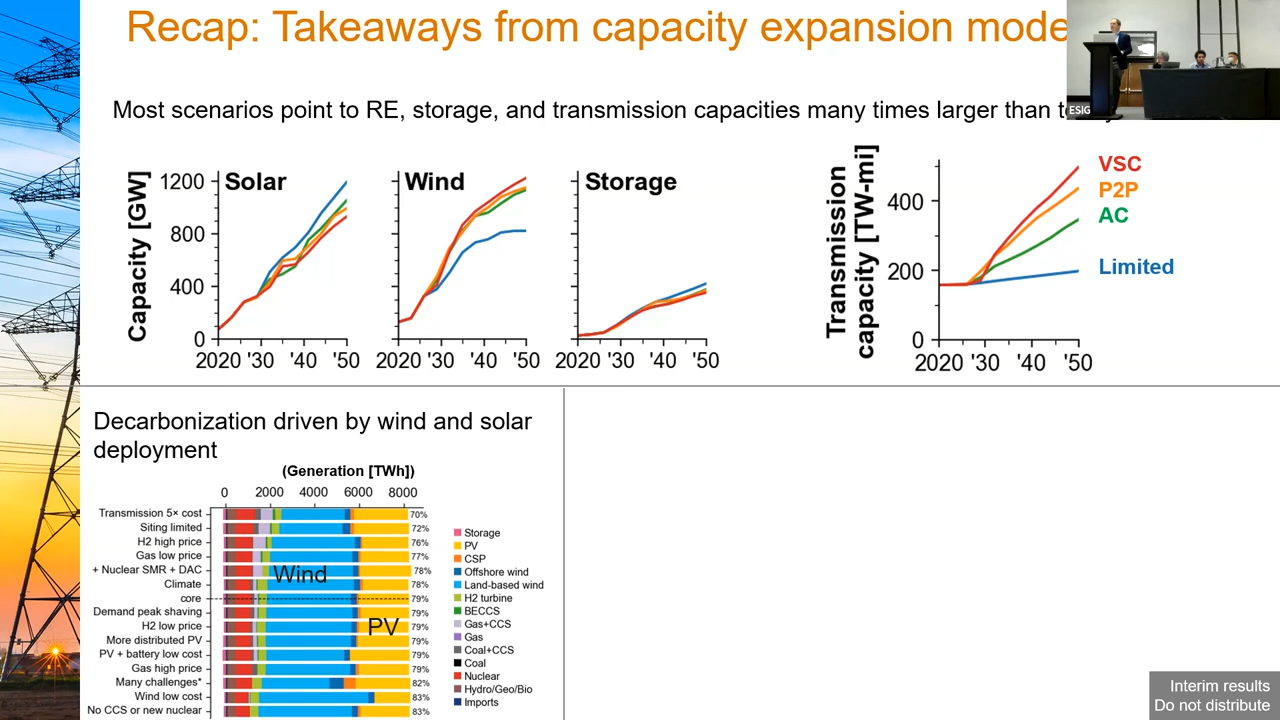 Recap: Takeaways from capacity expansion mode
Most scenarios point to RE, storage, and transmission capacities many times larger than
ESIG
Capacity [GW]
1200
800
400
0
Solar
2020 '30 '40 '50
Wind
2020 '30 '40 '50
Storage
2020 '30 '40 '50
Transmission
capacity [TW-mi]
400
200
0
2020 '30 '40 '50
VSC
P2P
AC
Limited
Decarbonization driven by wind and solar
deployment
(Generation [TWh])
0 2000 4000 6000 8000
Transmission 5× cost 70%
Siting limited 72%
H2 high price 76%
Gas low price 77%
+ Nuclear SMR + DAC 78%
Climate 78%
core 79%
Demand peak shaving 79%
H2 low price 79%
More distributed PV 79%
PV + battery low cost 79%
Gas high price 79%
Many challenges* 82%
Wind low cost 83%
No CCS or new nuclear 83%
Wind
PV
Storage
PV
CSP
Offshore wind
Land-based wind
H2 turbine
BECCS
Gas+CCS
Gas
Coal+CCS
Coal
Nuclear
Hydro/Geo/Bio
Imports
Interim results
Do not distribute